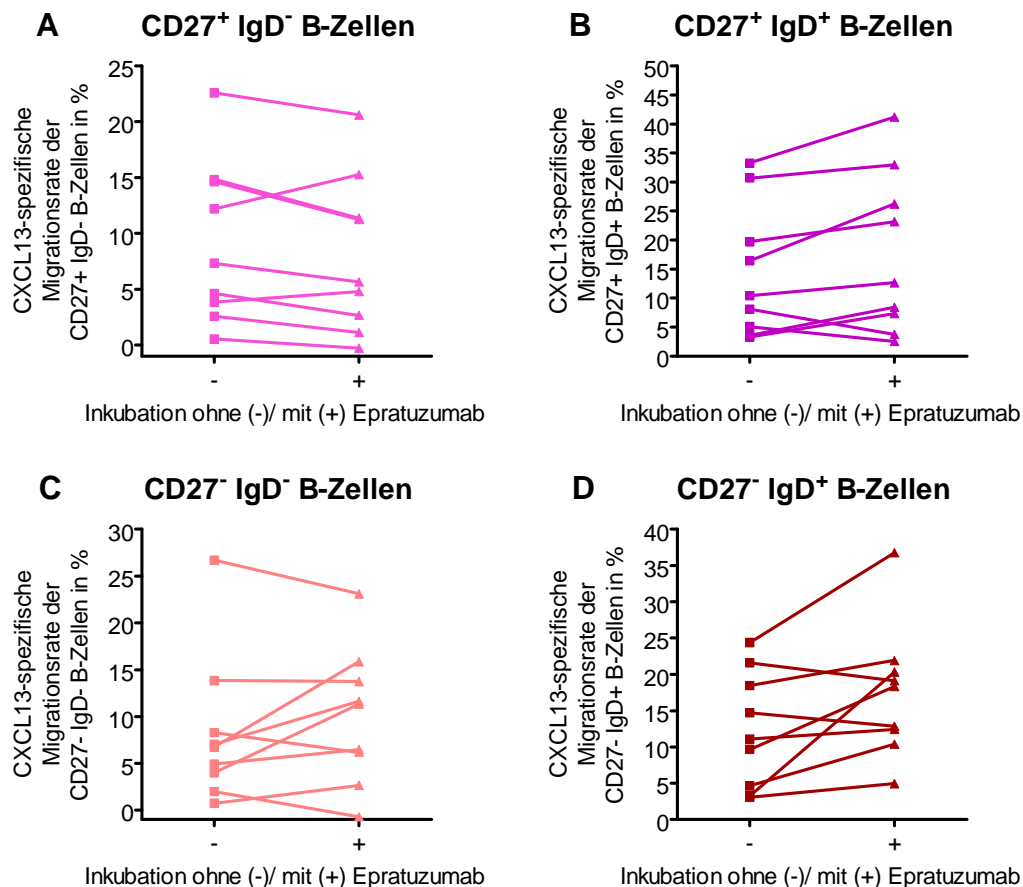 A CD27⁺ IgD⁻ B-Zellen
CXCL13-spezifische
Migrationsrate der
CD27+ IgD- B-Zellen in %
25
20
15
10
5
0
- +
Inkubation ohne (-)/ mit (+) Epratuzumab
B CD27⁺ IgD⁺ B-Zellen
CXCL13-spezifische
Migrationsrate der
CD27+ IgD+ B-Zellen in %
50
45
40
35
30
25
20
15
10
5
0
- +
Inkubation ohne (-)/ mit (+) Epratuzumab
C CD27⁻ IgD⁻ B-Zellen
CXCL13-spezifische
Migrationsrate der
CD27- IgD- B-Zellen in %
30
25
20
15
10
5
0
- +
Inkubation ohne (-)/ mit (+) Epratuzumab
D CD27⁻ IgD⁺ B-Zellen
CXCL13-spezifische
Migrationsrate der
CD27- IgD+ B-Zellen in %
40
35
30
25
20
15
10
5
0
- +
Inkubation ohne (-)/ mit (+) Epratuzumab